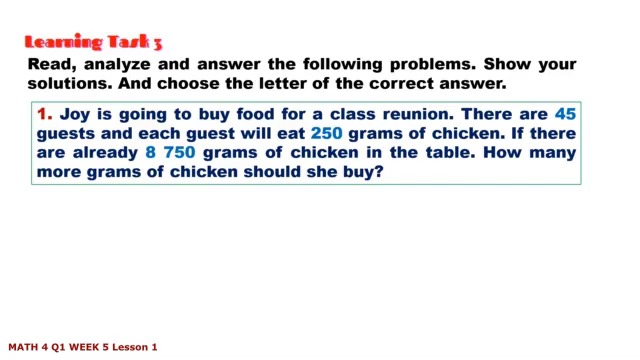 Learning Task 3
Read, analyze and answer the following problems. Show your
solutions. And choose the letter of the correct answer.
1. Joy is going to buy food for a class reunion. There are 45
guests and each guest will eat 250 grams of chicken. If there
are already 8 750 grams of chicken in the table. How many
more grams of chicken should she buy?
MATH 4 Q1 WEEK 5 Lesson 1